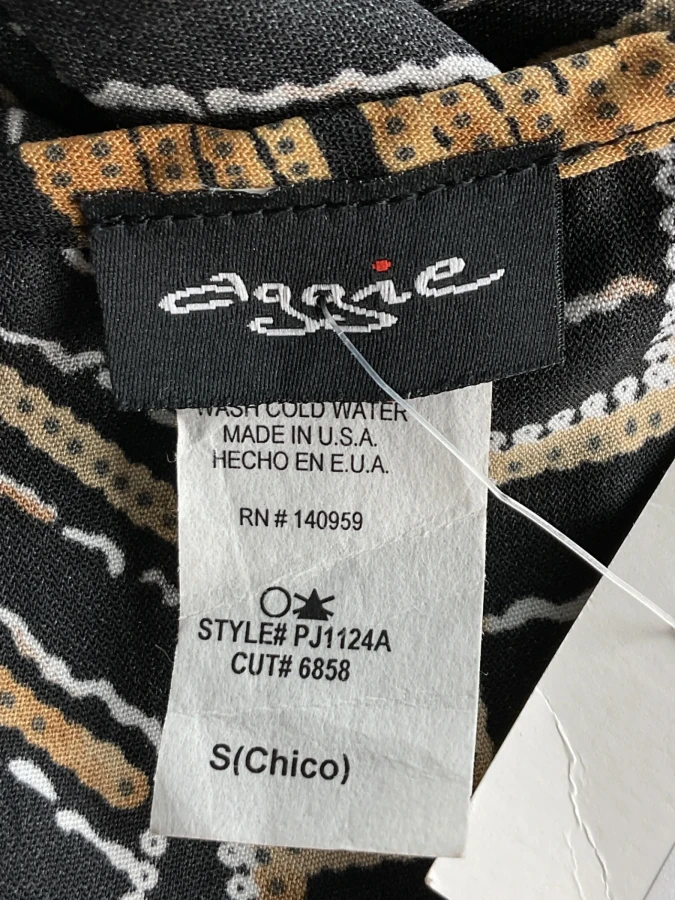 aggie
WASH COLD WATER
MADE IN U.S.A.
HECHO EN E.U.A.
RN # 140959
STYLE# PJ1124A
CUT# 6858
S(Chico)